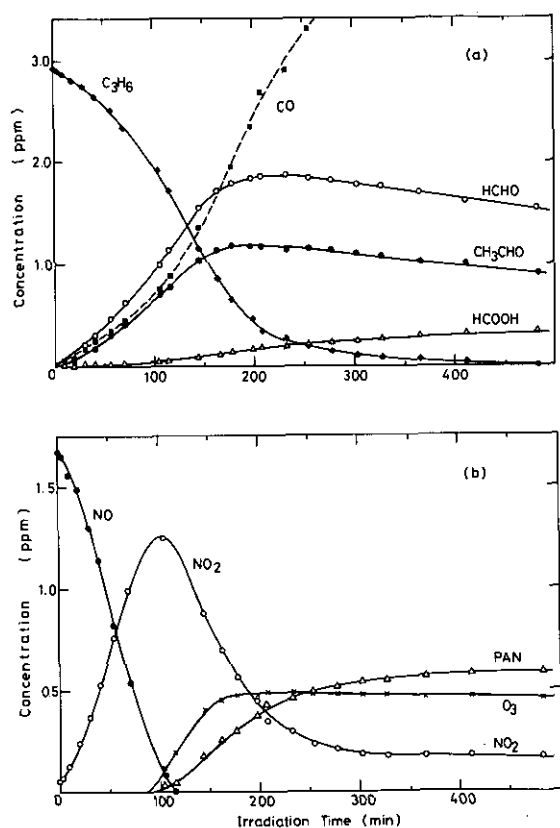 (a)
3.0
C3H6
CO
2.0
HCHO
CH3CHO
1.0
HCOOH
0
0 100 200 300 400
Concentration (ppm)
(b)
1.5
NO
NO2
1.0
PAN
0.5
O3
NO2
0
0 100 200 300 400
Concentration (ppm)
Irradiation Time (min)